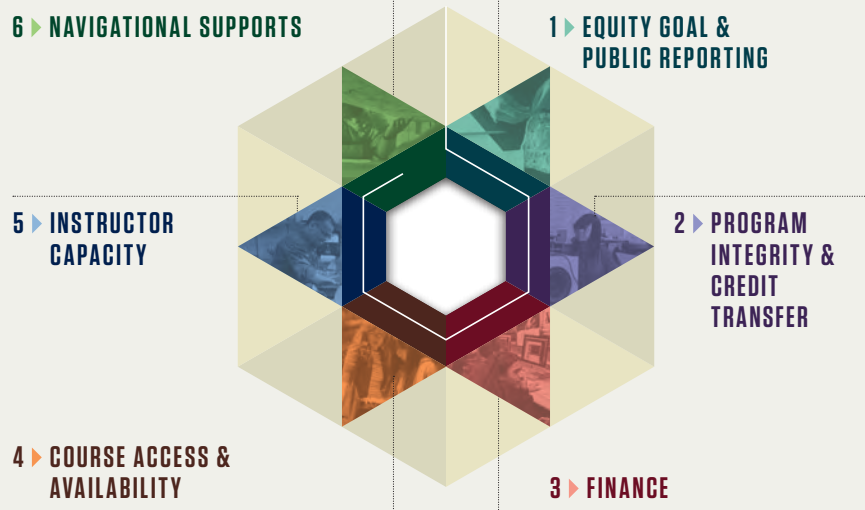 6 NAVIGATIONAL SUPPORTS
1 EQUITY GOAL &
PUBLIC REPORTING
5 INSTRUCTOR
CAPACITY
2 PROGRAM
INTEGRITY &
CREDIT
TRANSFER
4 COURSE ACCESS &
AVAILABILITY
3 FINANCE